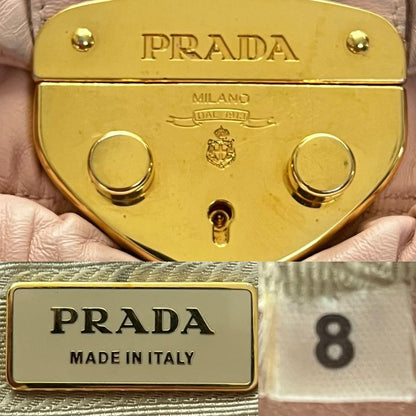 PRADA
MILANO
DAL 1913
PRADA
MADE IN ITALY
8